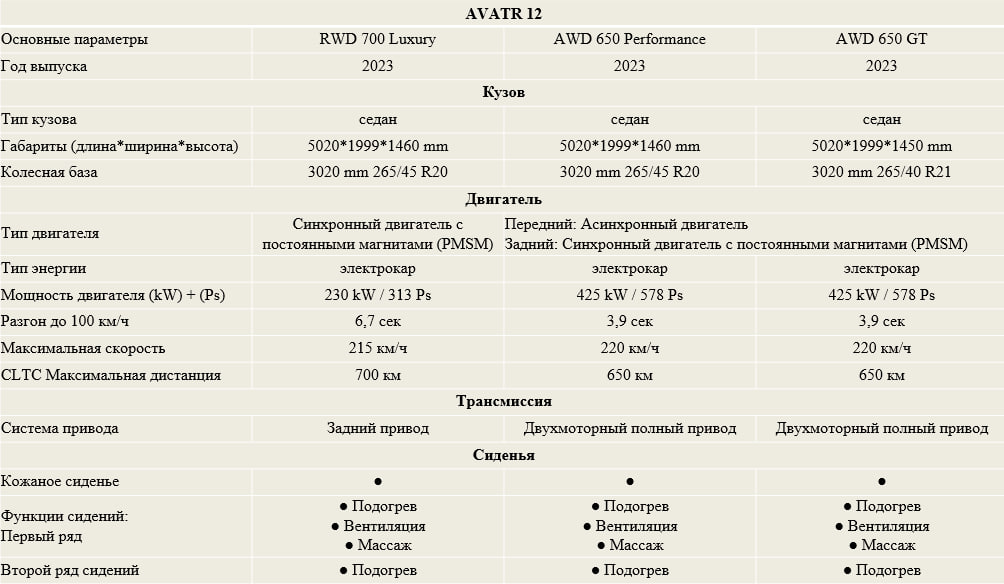 AVATR 12
Основные параметры RWD 700 Luxury AWD 650 Performance AWD 650 GT
Год выпуска 2023 2023 2023
Кузов
Тип кузова седан седан седан
Габариты (длина*ширина*высота) 5020*1999*1460 mm 5020*1999*1460 mm 5020*1999*1450 mm
Колесная база 3020 mm 265/45 R20 3020 mm 265/45 R20 3020 mm 265/40 R21
Двигатель
Тип двигателя Синхронный двигатель с постоянными магнитами (PMSM) Передний: Асинхронный двигатель
Задний: Синхронный двигатель с постоянными магнитами (PMSM)
Тип энергии электрокар электрокар электрокар
Мощность двигателя (kW) + (Ps) 230 kW / 313 Ps 425 kW / 578 Ps 425 kW / 578 Ps
Разгон до 100 км/ч 6,7 сек 3,9 сек 3,9 сек
Максимальная скорость 215 км/ч 220 км/ч 220 км/ч
CLTC Максимальная дистанция 700 км 650 км 650 км
Трансмиссия
Система привода Задний привод Двухмоторный полный привод Двухмоторный полный привод
Сиденья
Кожаное сиденье ● ● ●
Функции сидений:
Первый ряд
● Подогрев ● Подогрев ● Подогрев
● Вентиляция ● Вентиляция ● Вентиляция
● Массаж ● Массаж ● Массаж
Второй ряд сидений ● Подогрев ● Подогрев ● Подогрев